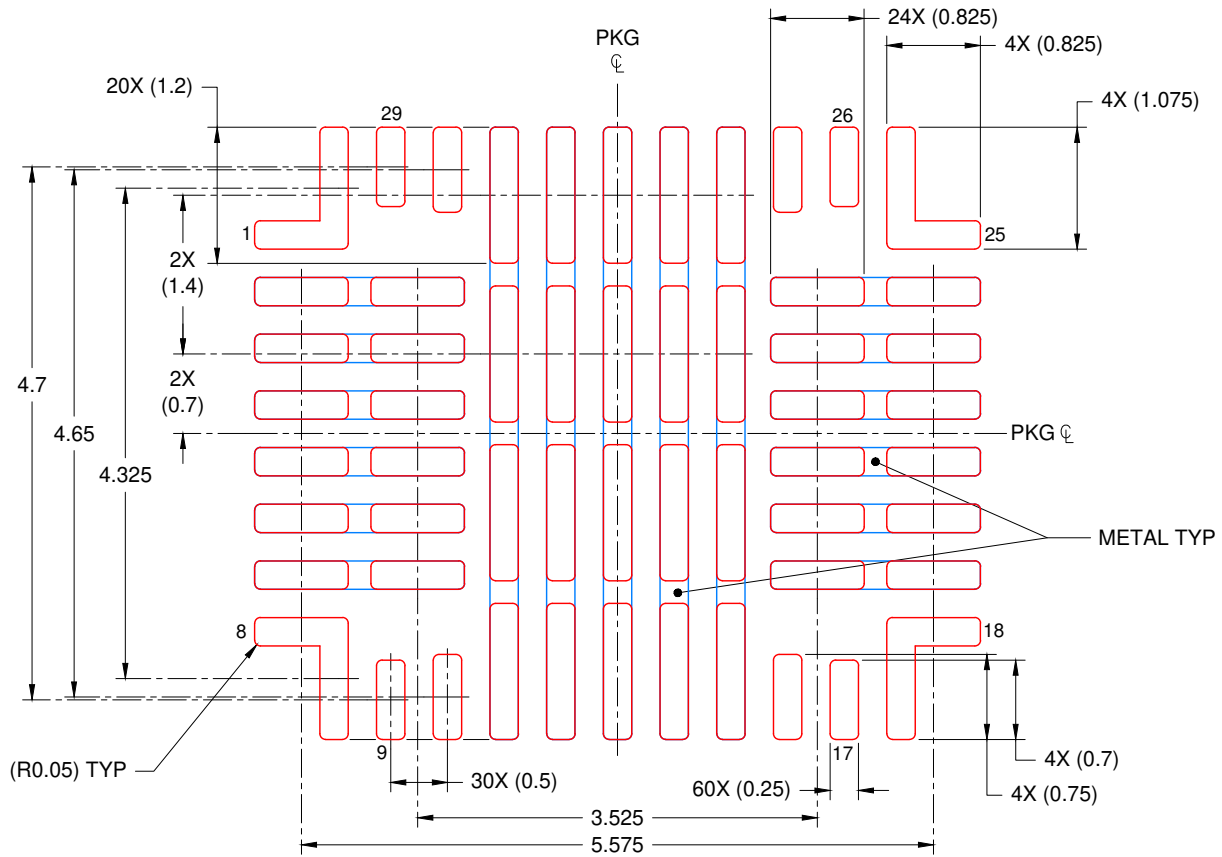 24X (0.825)
PKG
℄
4X (0.825)
20X (1.2)
4X (1.075)
29
26
1
25
2X
(1.4)
4.7
2X
(0.7)
4.65
PKG ℄
4.325
METAL TYP
8
18
9
17
(R0.05) TYP
30X (0.5)
60X (0.25)
4X (0.7)
4X (0.75)
3.525
5.575